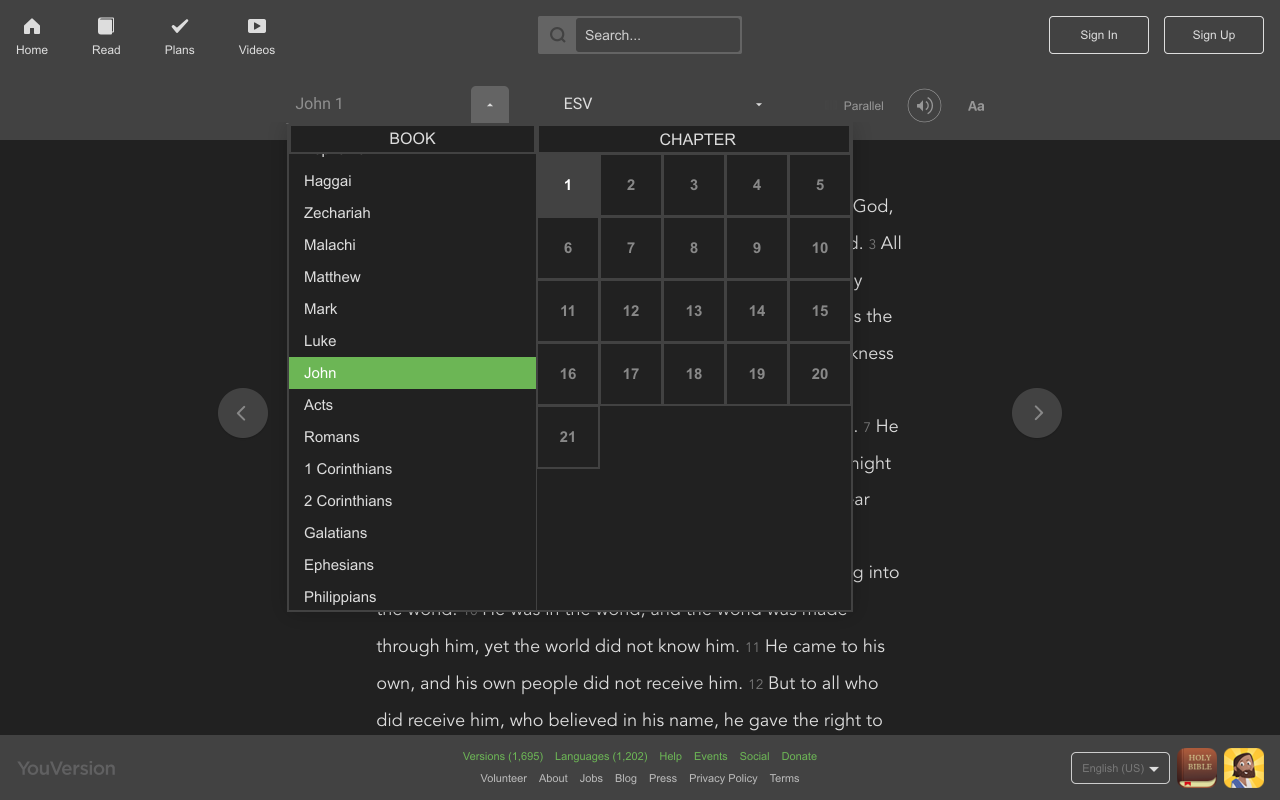 Home
Read
Plans
Videos
Search...
Sign In
Sign Up
John 1
ESV
Parallel
Aa
BOOK
CHAPTER
Haggai
Zechariah
Malachi
Matthew
Mark
Luke
John
Acts
Romans
1 Corinthians
2 Corinthians
Galatians
Ephesians
Philippians
1 2 3 4 5
6 7 8 9 10
11 12 13 14 15
16 17 18 19 20
21
God,
3 All
s the
7 He
ear
into
the world. 10 He was in the world, and the world was made
through him, yet the world did not know him. 11 He came to his
own, and his own people did not receive him. 12 But to all who
did receive him, who believed in his name, he gave the right to
YouVersion
Versions (1,695) Languages (1,202) Help Events Social Donate
Volunteer About Jobs Blog Press Privacy Policy Terms
English (US)
HOLY
BIBLE